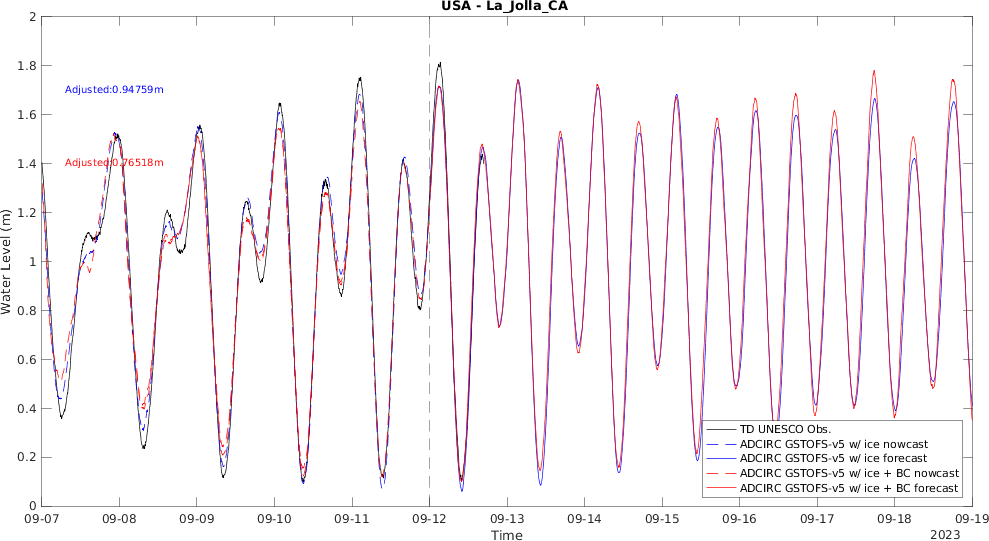 USA - La_Jolla_CA
2
1.8
1.6
1.4
1.2
1
0.8
0.6
0.4
0.2
0
Water Level (m)
Adjusted:0.94759m
Adjusted:0.76518m
TD UNESCO Obs.
ADCIRC GSTOFS-v5 w/ ice nowcast
ADCIRC GSTOFS-v5 w/ ice forecast
ADCIRC GSTOFS-v5 w/ ice + BC nowcast
ADCIRC GSTOFS-v5 w/ ice + BC forecast
09-07 09-08 09-09 09-10 09-11 09-12 09-13 09-14 09-15 09-16 09-17 09-18 09-19
Time
2023